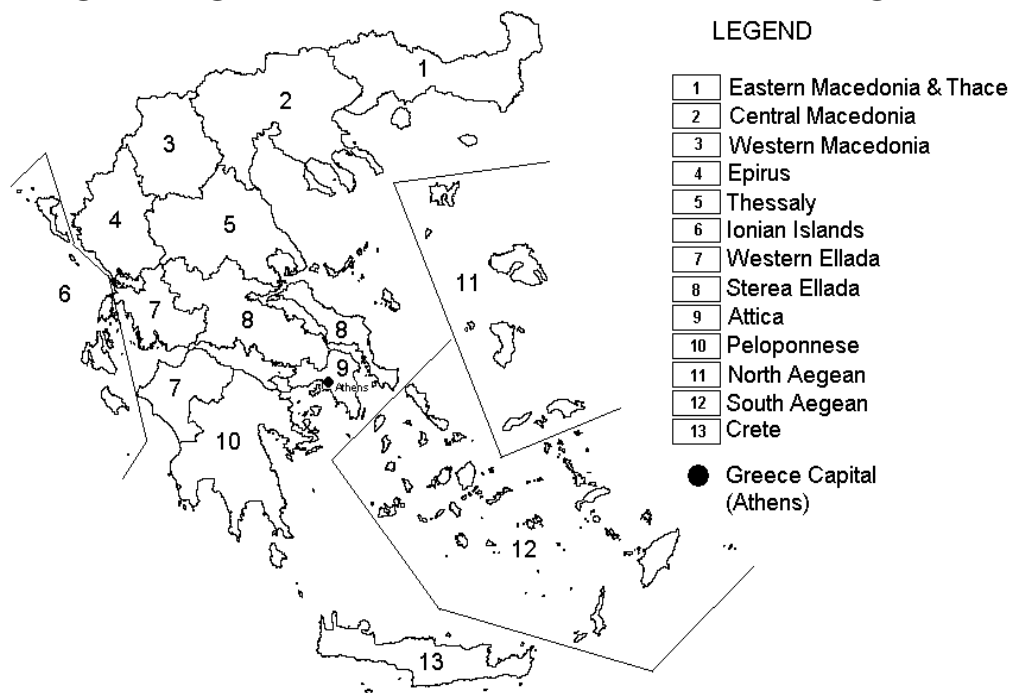 LEGEND
1 Eastern Macedonia & Thace
2 Central Macedonia
3 Western Macedonia
4 Epirus
5 Thessaly
6 Ionian Islands
7 Western Ellada
8 Sterea Ellada
9 Attica
10 Peloponnese
11 North Aegean
12 South Aegean
13 Crete
Greece Capital
(Athens)
1
2
3
4
5
11
6
7
8
8
9
7
Athens
10
12
13